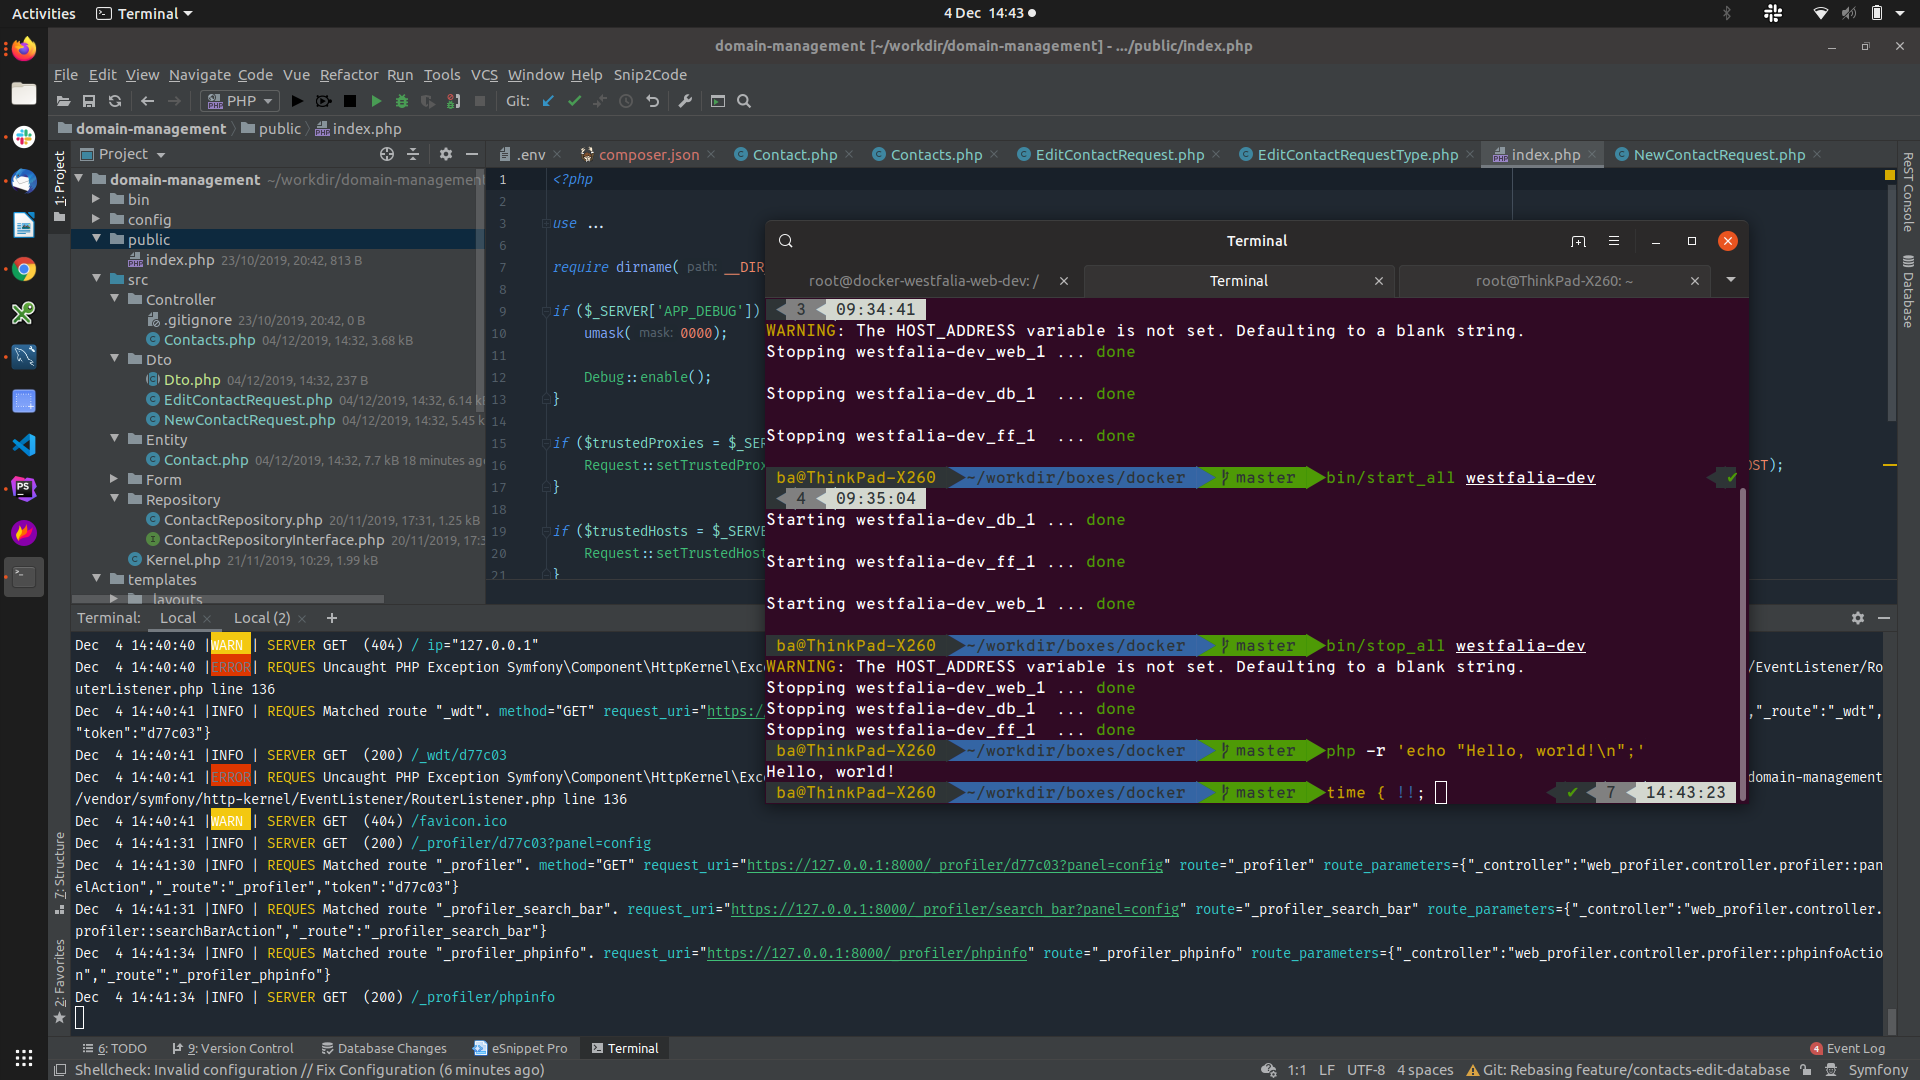 Activities Terminal 4 Dec 14:43
domain-management [~/workdir/domain-management] - .../public/index.php
File Edit View Navigate Code Vue Refactor Run Tools VCS Window Help Snip2Code
PHP Git:
domain-management public index.php
Project .env composer.json Contact.php Contacts.php EditContactRequest.php EditContactRequestType.php index.php NewContactRequest.php
1: Project
7: Structure
2: Favorites
ReST Console
Database
domain-management ~/workdir/domain-management
bin
config
public
index.php 23/10/2019, 20:42, 813 B
src
Controller
.gitignore 23/10/2019, 20:42, 0 B
Contacts.php 04/12/2019, 14:32, 3.68 kB
Dto
Dto.php 04/12/2019, 14:32, 237 B
EditContactRequest.php 04/12/2019, 14:32, 6.14 k
NewContactRequest.php 04/12/2019, 14:32, 5.45 k
Entity
Contact.php 04/12/2019, 14:32, 7.7 kB 18 minutes ago
Form
Repository
ContactRepository.php 20/11/2019, 17:31, 1.25 kB
ContactRepositoryInterface.php 20/11/2019, 17:3
Kernel.php 21/11/2019, 10:29, 1.99 kB
templates
layouts
1 <?php
2
3 use ...
6
7 require dirname( path: __DIR
8
9 if ($_SERVER['APP_DEBUG'])
10 umask( mask: 0000);
11
12 Debug::enable();
13 }
14
15 if ($trustedProxies = $_SER
16 Request::setTrustedProx OST);
17 }
18
19 if ($trustedHosts = $_SERVE
20 Request::setTrustedHost
21 }
Terminal
root@docker-westfalia-web-dev: / Terminal root@ThinkPad-X260: ~
3 09:34:41
WARNING: The HOST_ADDRESS variable is not set. Defaulting to a blank string.
Stopping westfalia-dev_web_1 ... done
Stopping westfalia-dev_db_1 ... done
Stopping westfalia-dev_ff_1 ... done
ba@ThinkPad-X260 ~/workdir/boxes/docker master bin/start_all westfalia-dev ✔
4 09:35:04
Starting westfalia-dev_db_1 ... done
Starting westfalia-dev_ff_1 ... done
Starting westfalia-dev_web_1 ... done
ba@ThinkPad-X260 ~/workdir/boxes/docker master bin/stop_all westfalia-dev
WARNING: The HOST_ADDRESS variable is not set. Defaulting to a blank string.
Stopping westfalia-dev_web_1 ... done
Stopping westfalia-dev_db_1 ... done
Stopping westfalia-dev_ff_1 ... done
ba@ThinkPad-X260 ~/workdir/boxes/docker master php -r 'echo "Hello, world!\n";'
Hello, world!
ba@ThinkPad-X260 ~/workdir/boxes/docker master time { !!; ✔ 7 14:43:23
Terminal: Local Local (2) +
Dec 4 14:40:40 |WARN | SERVER GET (404) / ip="127.0.0.1"
Dec 4 14:40:40 |ERROR| REQUES Uncaught PHP Exception Symfony\Component\HttpKernel\Exc /EventListener/Ro
uterListener.php line 136
Dec 4 14:40:41 |INFO | REQUES Matched route "_wdt". method="GET" request_uri="https:/ ,"_route":"_wdt",
"token":"d77c03"}
Dec 4 14:40:41 |INFO | SERVER GET (200) /_wdt/d77c03
Dec 4 14:40:41 |ERROR| REQUES Uncaught PHP Exception Symfony\Component\HttpKernel\Exc domain-management
/vendor/symfony/http-kernel/EventListener/RouterListener.php line 136
Dec 4 14:40:41 |WARN | SERVER GET (404) /favicon.ico
Dec 4 14:41:31 |INFO | SERVER GET (200) /_profiler/d77c03?panel=config
Dec 4 14:41:30 |INFO | REQUES Matched route "_profiler". method="GET" request_uri="https://127.0.0.1:8000/_profiler/d77c03?panel=config" route="_profiler" route_parameters={"_controller":"web_profiler.controller.profiler::pan
elAction","_route":"_profiler","token":"d77c03"}
Dec 4 14:41:31 |INFO | REQUES Matched route "_profiler_search_bar". request_uri="https://127.0.0.1:8000/_profiler/search_bar?panel=config" route="_profiler_search_bar" route_parameters={"_controller":"web_profiler.controller.
profiler::searchBarAction","_route":"_profiler_search_bar"}
Dec 4 14:41:34 |INFO | REQUES Matched route "_profiler_phpinfo". request_uri="https://127.0.0.1:8000/_profiler/phpinfo" route="_profiler_phpinfo" route_parameters={"_controller":"web_profiler.controller.profiler::phpinfoActio
n","_route":"_profiler_phpinfo"}
Dec 4 14:41:34 |INFO | SERVER GET (200) /_profiler/phpinfo
6: TODO 9: Version Control Database Changes eSnippet Pro Terminal 4 Event Log
Shellcheck: Invalid configuration // Fix Configuration (6 minutes ago) 1:1 LF UTF-8 4 spaces Git: Rebasing feature/contacts-edit-database Symfony